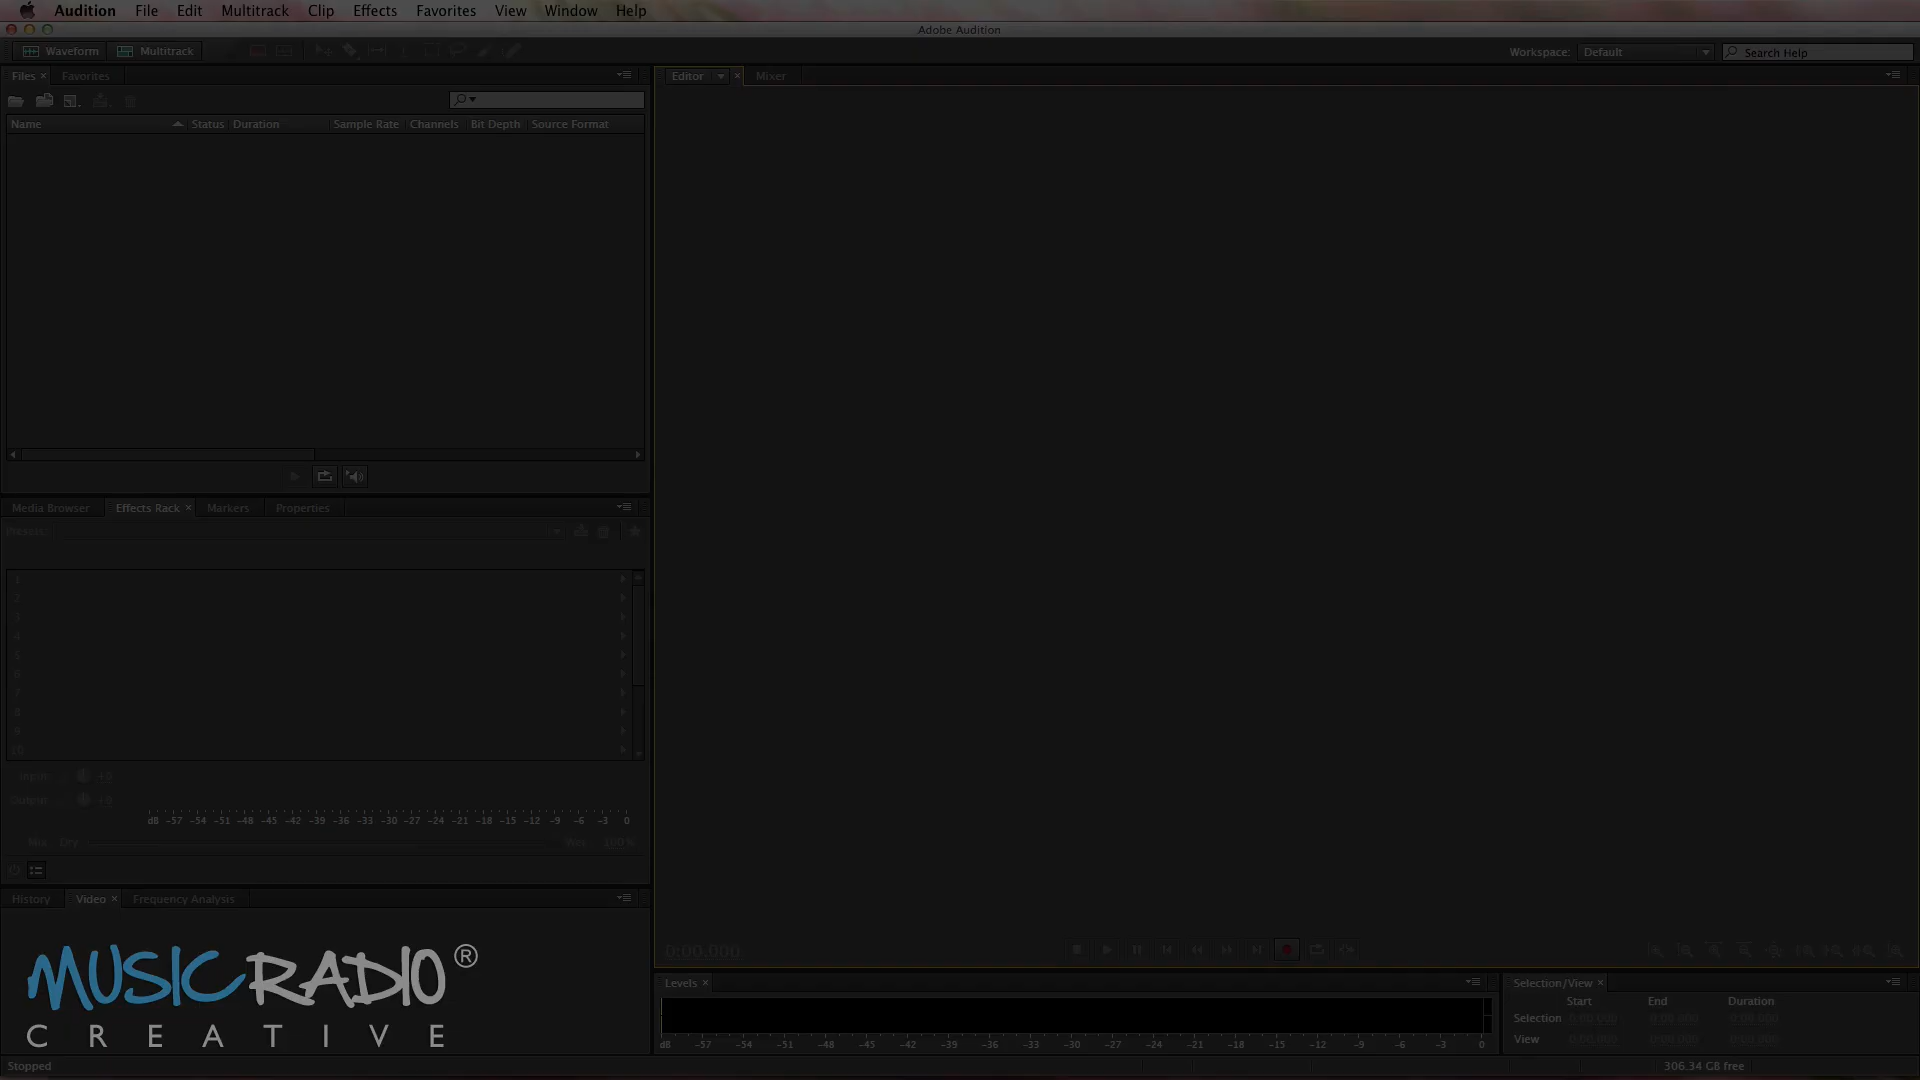 Audition File Edit Multitrack Clip Effects Favorites View Window Help
Adobe Audition
Waveform Multitrack Workspace: Default Search Help
Files Favorites
Name Status Duration Sample Rate Channels Bit Depth Source Format
Editor Mixer
Media Browser Effects Rack Markers Properties
Presets:
1
2
3
4
5
6
7
8
9
10
Input: +0
Output: +0
dB -57 -54 -51 -48 -45 -42 -39 -36 -33 -30 -27 -24 -21 -18 -15 -12 -9 -6 -3 0
Mix Dry Wet 100%
History Video Frequency Analysis
MUSIC RADIO ®
CREATIVE
0:00.000
Levels
dB -57 -54 -51 -48 -45 -42 -39 -36 -33 -30 -27 -24 -21 -18 -15 -12 -9 -6 -3 0
Selection/View
Start End Duration
Selection 0:00.000 0:00.000 0:00.000
View 0:00.000 0:00.000 0:00.000
Stopped
306.34 GB free